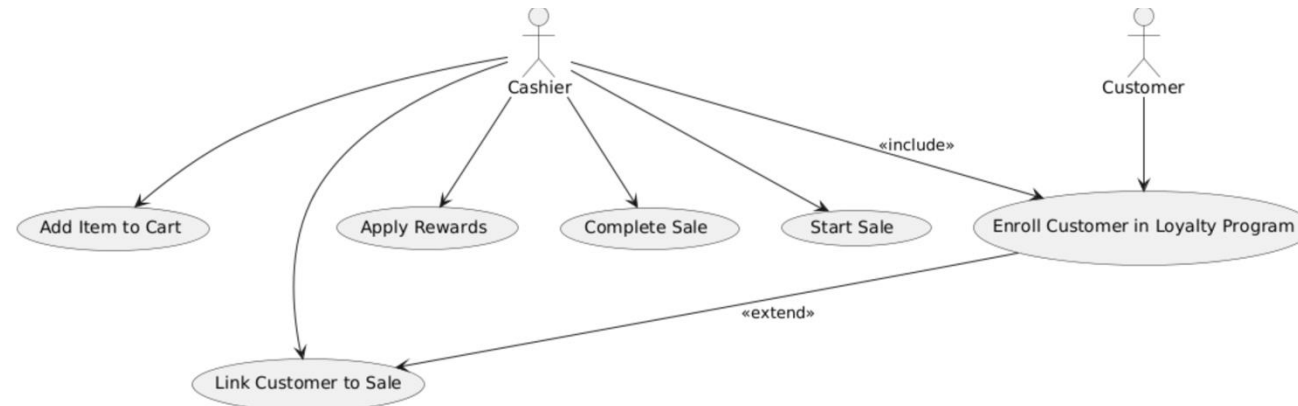 Cashier
Customer
«include»
Add Item to Cart
Apply Rewards
Complete Sale
Start Sale
Enroll Customer in Loyalty Program
«extend»
Link Customer to Sale